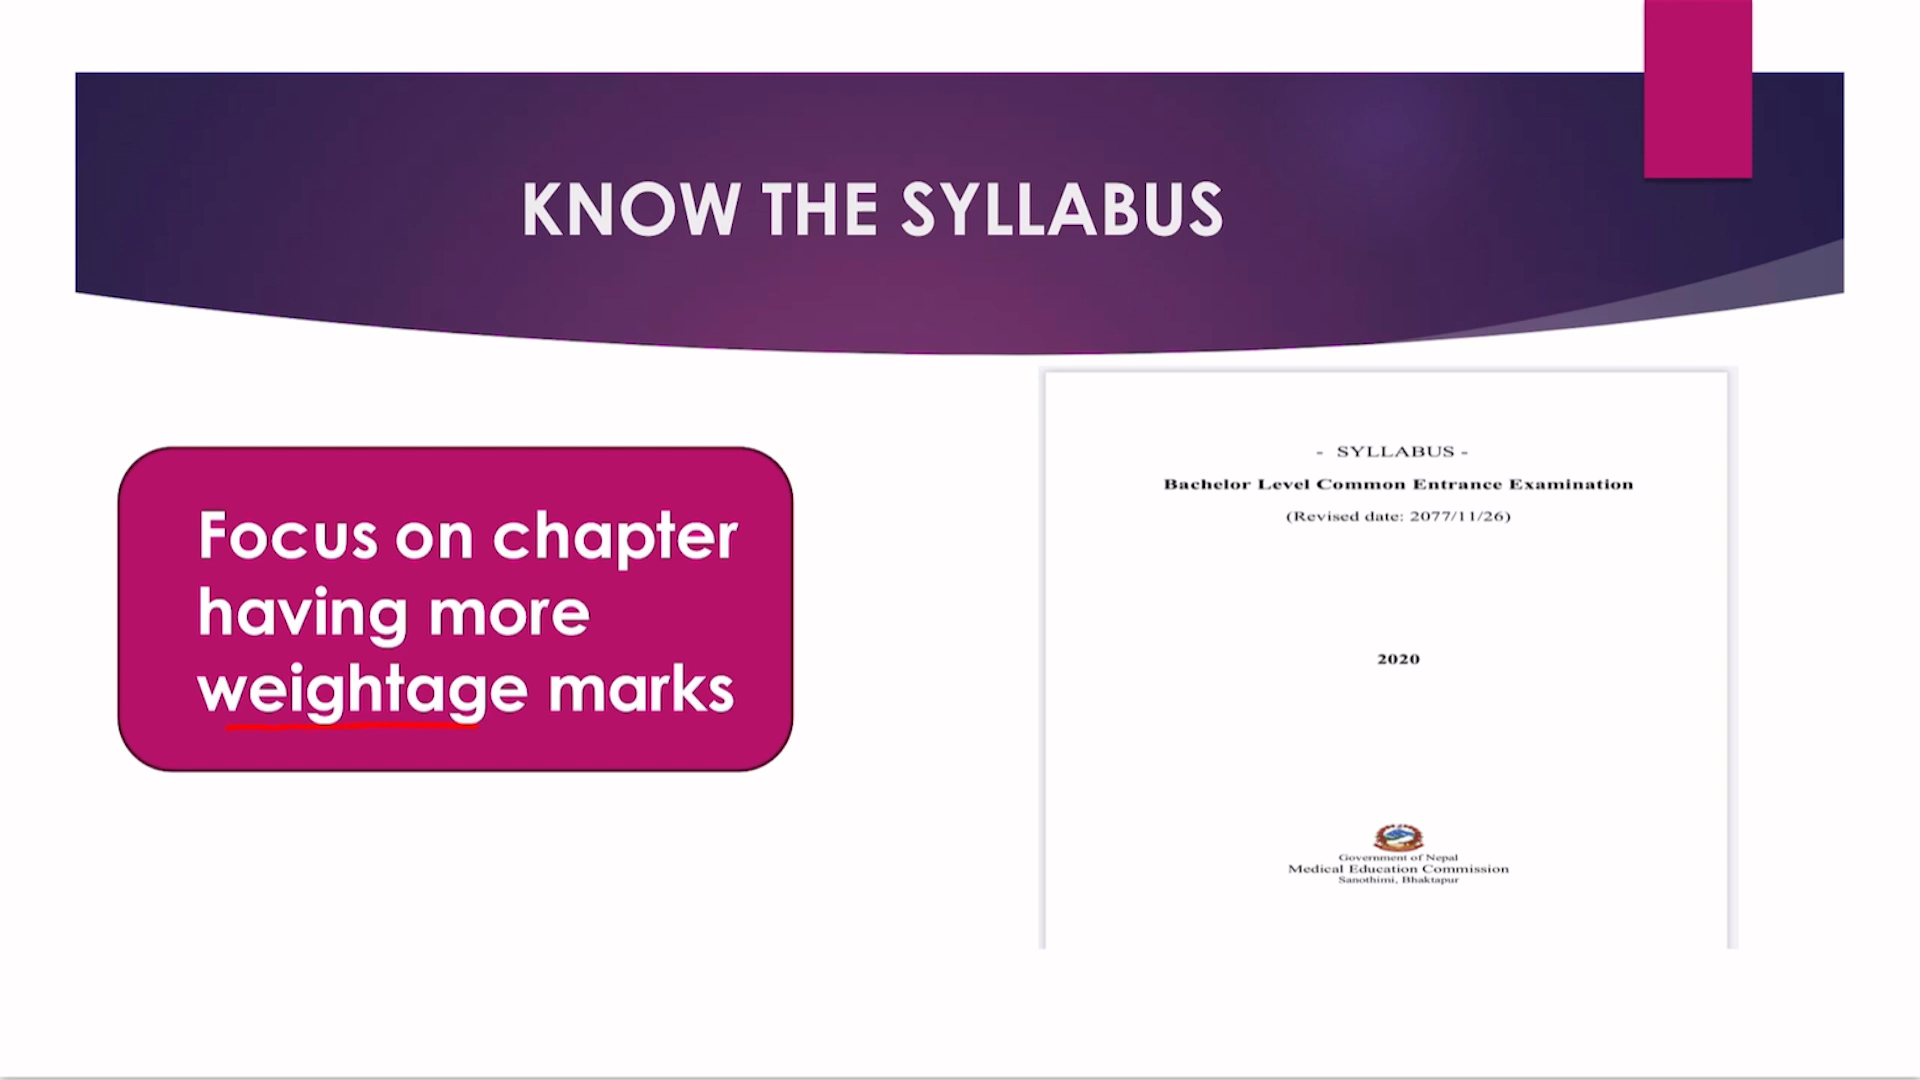 KNOW THE SYLLABUS
Focus on chapter
having more
weightage marks
- SYLLABUS -
Bachelor Level Common Entrance Examination
(Revised date: 2077/11/26)
2020
Government of Nepal
Medical Education Commission
Sanothimi, Bhaktapur